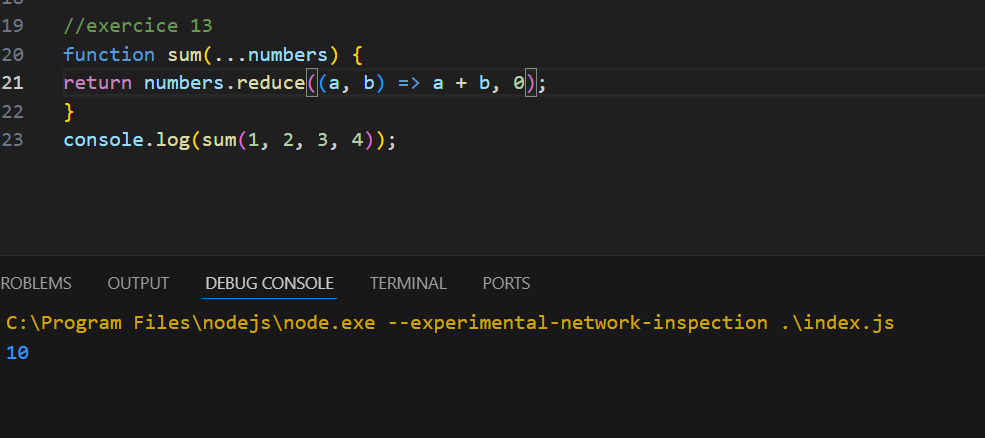 19 //exercice 13
20 function sum(...numbers) {
21 return numbers.reduce((a, b) => a + b, 0);
22 }
23 console.log(sum(1, 2, 3, 4));
ROBLEMS OUTPUT DEBUG CONSOLE TERMINAL PORTS
C:\Program Files\nodejs\node.exe --experimental-network-inspection .\index.js
10